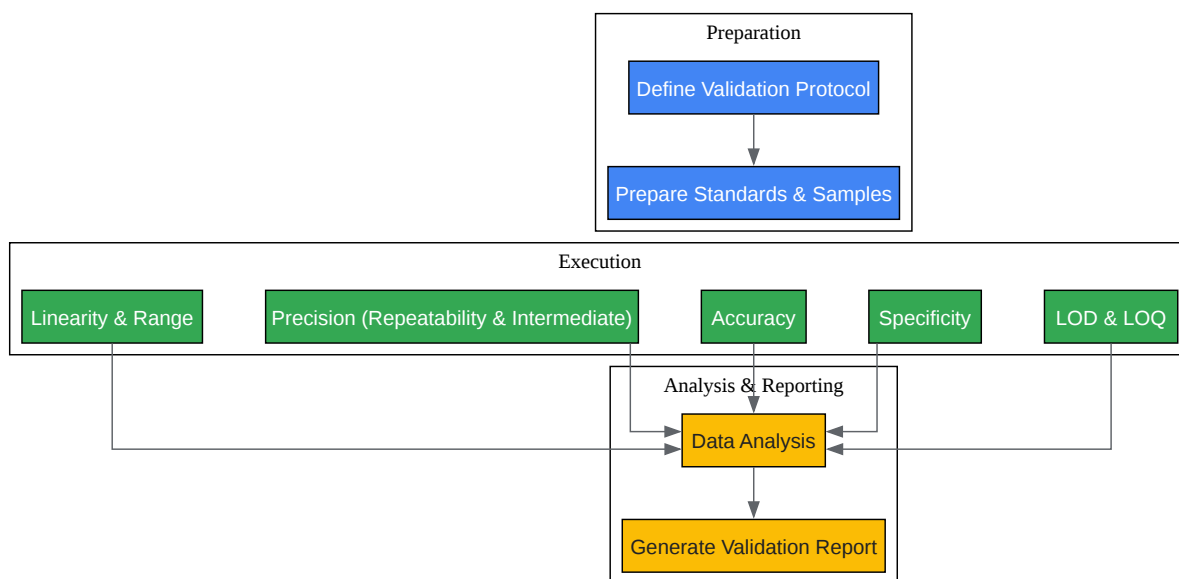 Preparation
Define Validation Protocol
Prepare Standards & Samples
Execution
Linearity & Range
Precision (Repeatability & Intermediate)
Accuracy
Specificity
LOD & LOQ
Analysis & Reporting
Data Analysis
Generate Validation Report